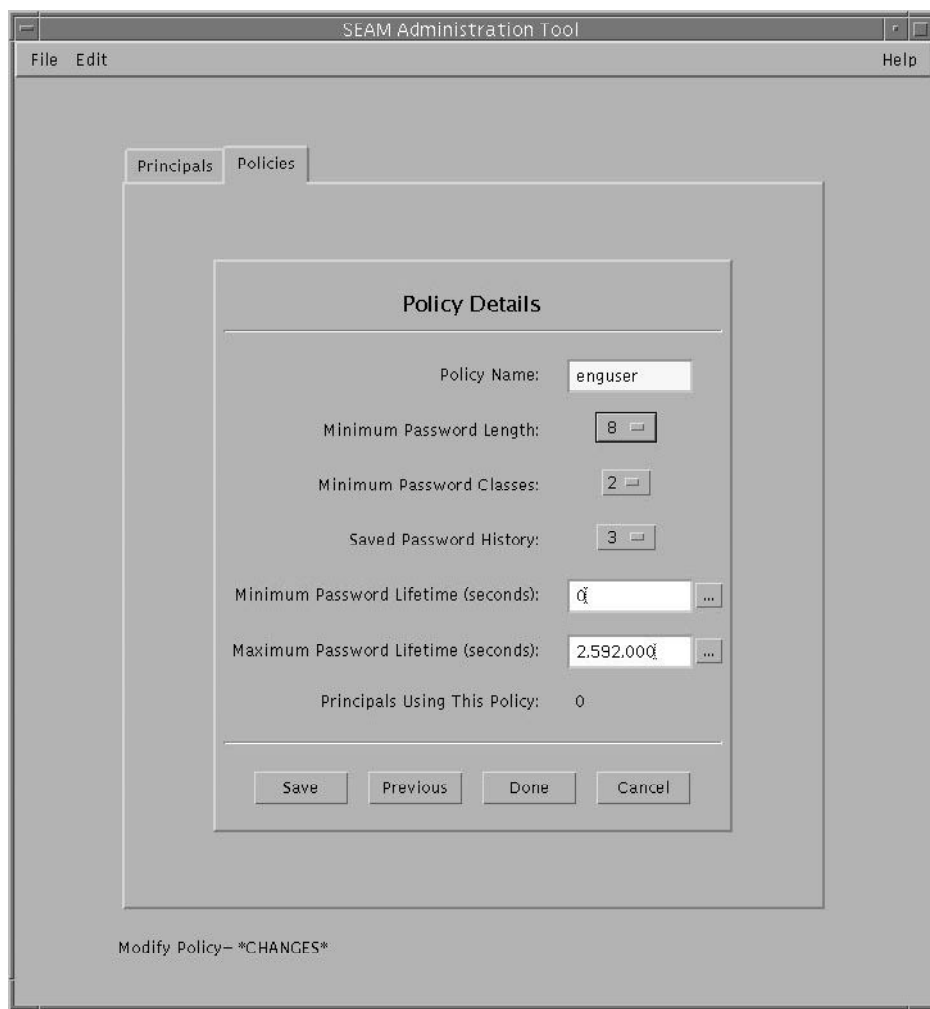 SEAM Administration Tool
File Edit Help
Principals Policies
Policy Details
Policy Name: enguser
Minimum Password Length: 8
Minimum Password Classes: 2
Saved Password History: 3
Minimum Password Lifetime (seconds): 0 ...
Maximum Password Lifetime (seconds): 2.592.000 ...
Principals Using This Policy: 0
Save Previous Done Cancel
Modify Policy– *CHANGES*